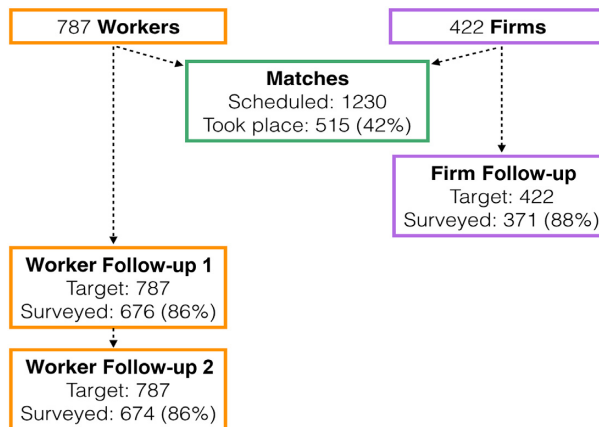 787 Workers
422 Firms
Matches
Scheduled: 1230
Took place: 515 (42%)
Firm Follow-up
Target: 422
Surveyed: 371 (88%)
Worker Follow-up 1
Target: 787
Surveyed: 676 (86%)
Worker Follow-up 2
Target: 787
Surveyed: 674 (86%)